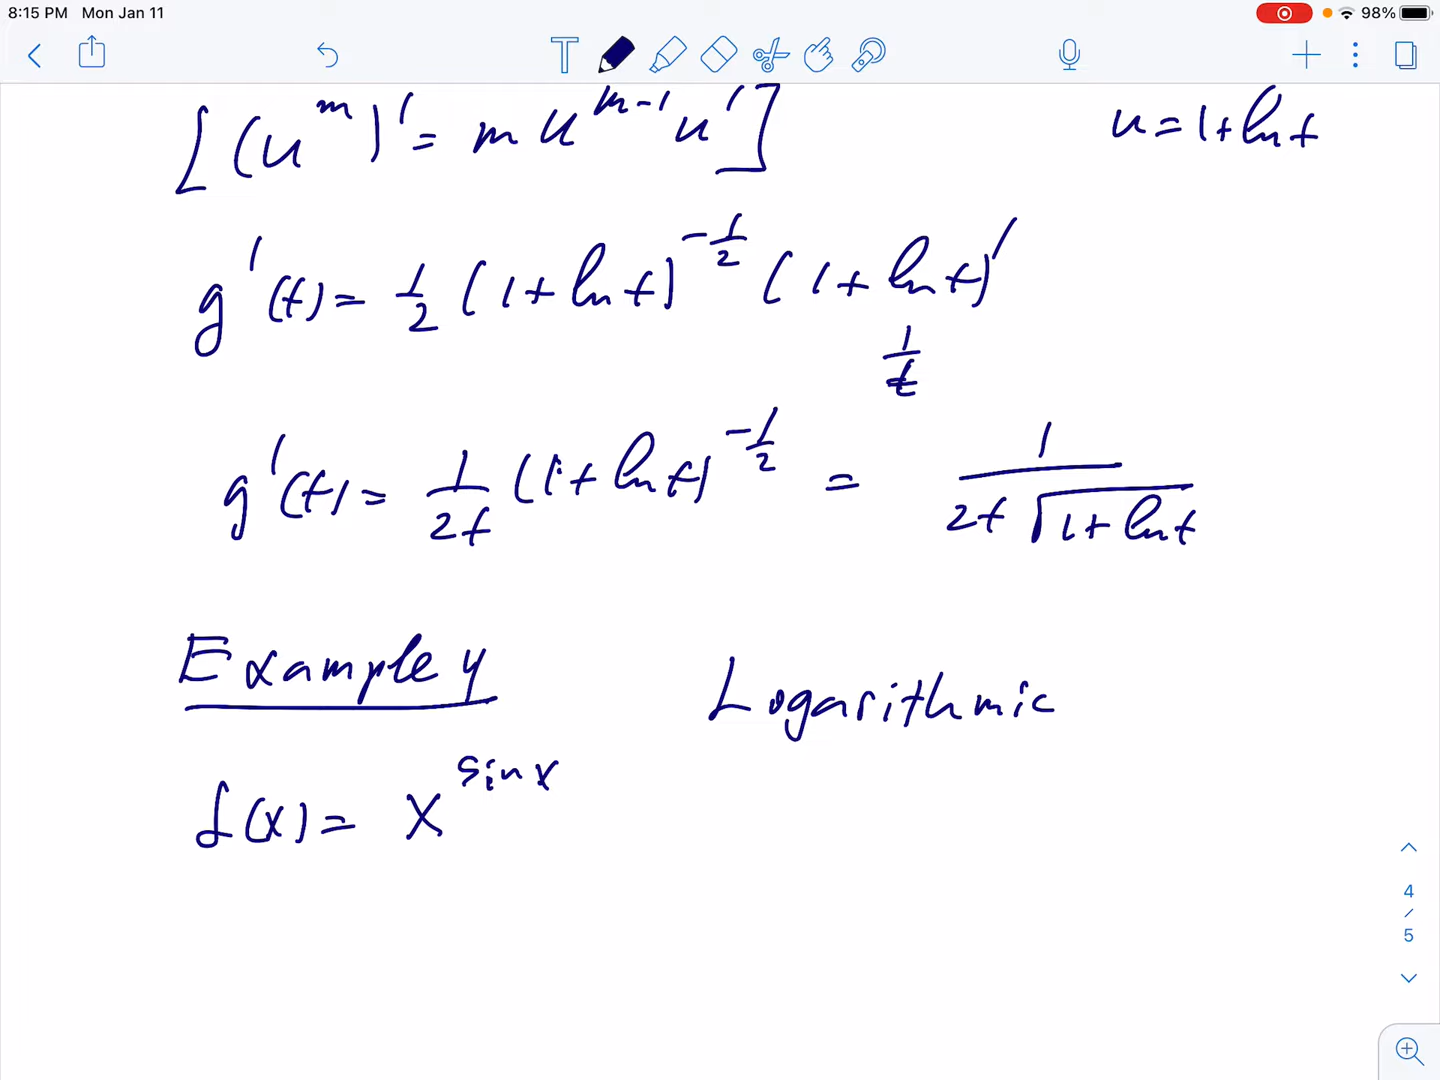 8:15 PM Mon Jan 11 98%
T
[(u^m)' = m u^{m-1} u'] u = 1 + ln t
g'(t) = 1/2 (1 + ln t)^{-1/2} (1 + ln t)'
1/t
g'(t) = 1/(2t) (1 + ln t)^{-1/2} = 1/(2t √(1 + ln t))
Example 4 Logarithmic
f(x) = x^{sin x}
4
/
5